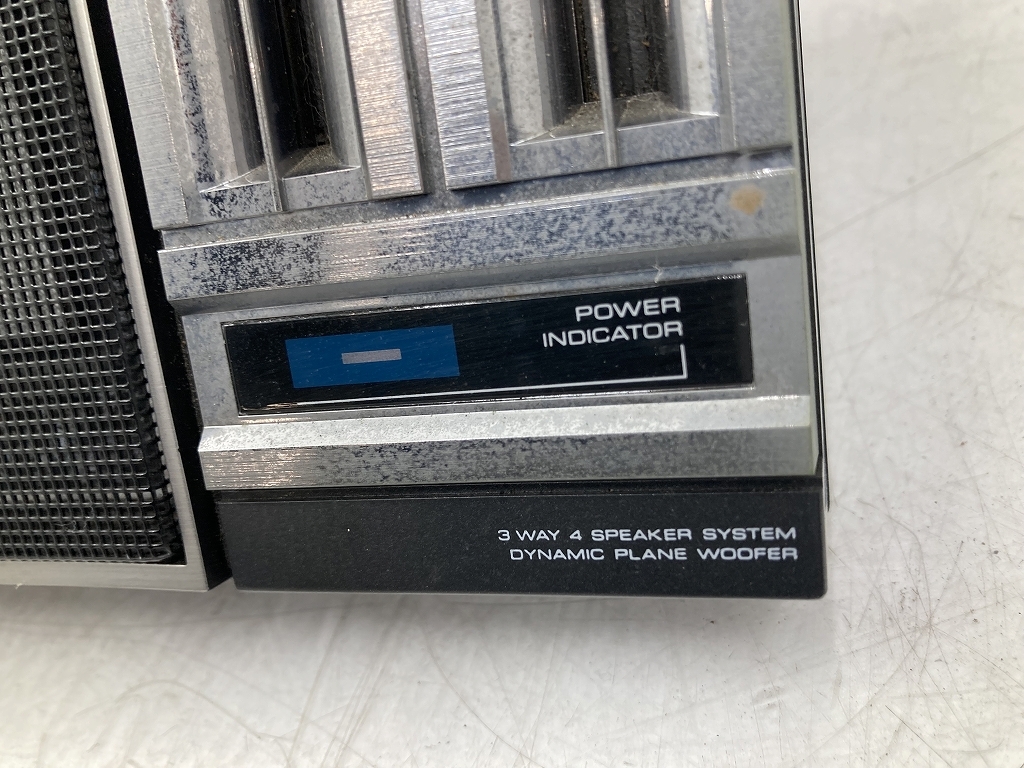 POWER
INDICATOR
3 WAY 4 SPEAKER SYSTEM
DYNAMIC PLANE WOOFER